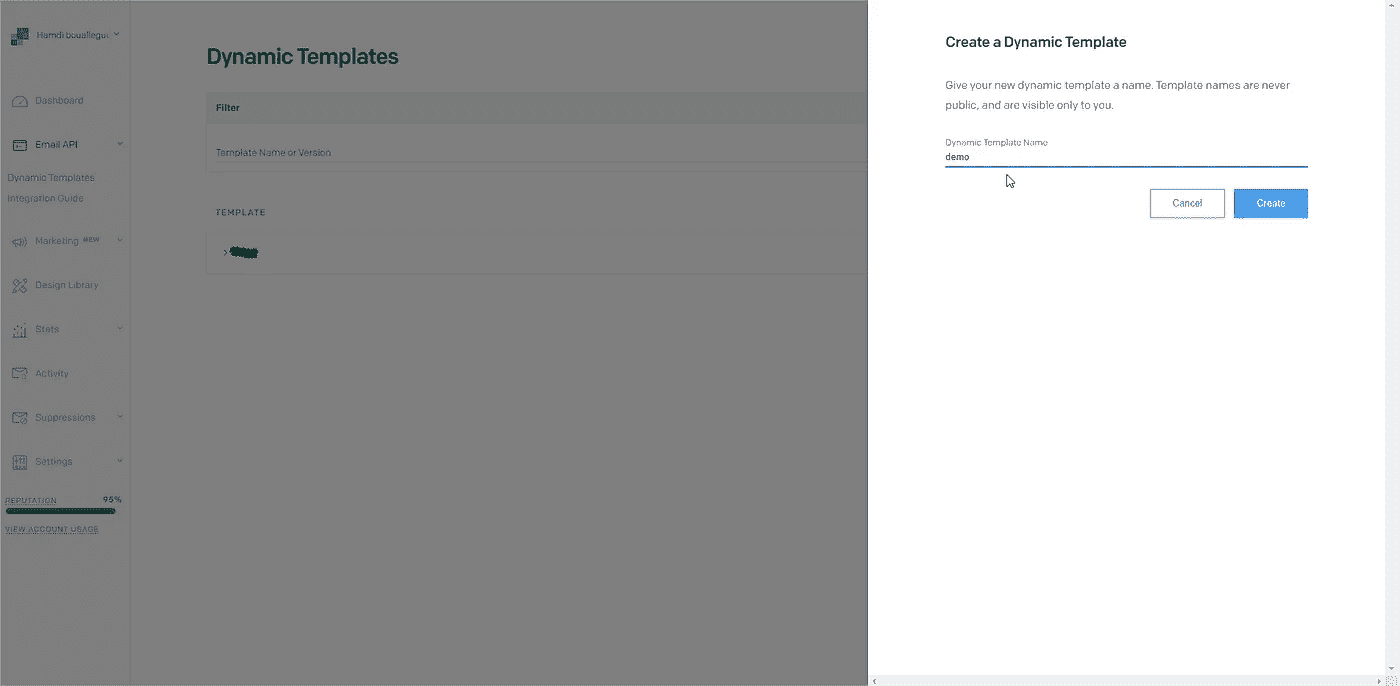 Hamdi bouallegui
Dashboard
Email API
Dynamic Templates
Integration Guide
Marketing NEW
Design Library
Stats
Activity
Suppressions
Settings
REPUTATION 95%
VIEW ACCOUNT USAGE
Dynamic Templates
Filter
Template Name or Version
TEMPLATE
Create a Dynamic Template
Give your new dynamic template a name. Template names are never
public, and are visible only to you.
Dynamic Template Name
demo
Cancel
Create